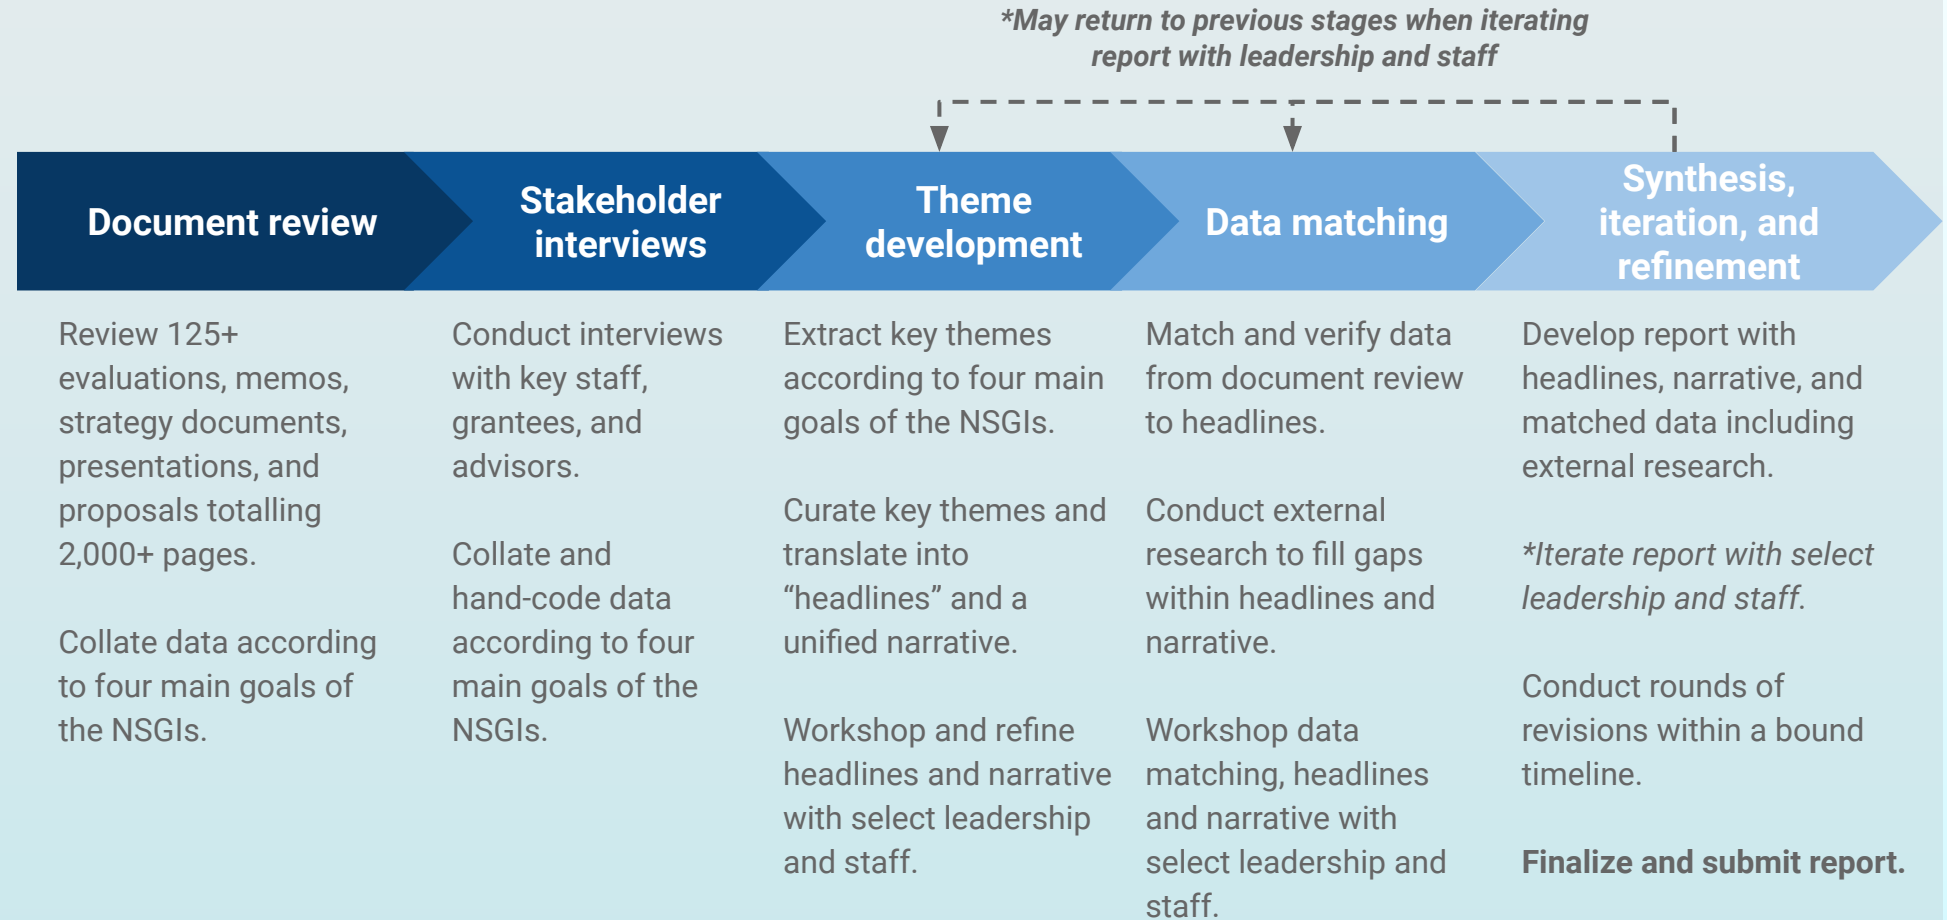 *May return to previous stages when iterating
report with leadership and staff
Document review
Stakeholder
interviews
Theme
development
Data matching
Synthesis,
iteration, and
refinement
Review 125+
evaluations, memos,
strategy documents,
presentations, and
proposals totalling
2,000+ pages.
Collate data according
to four main goals of
the NSGIs.
Conduct interviews
with key staff,
grantees, and
advisors.
Collate and
hand-code data
according to four
main goals of the
NSGIs.
Extract key themes
according to four main
goals of the NSGIs.
Curate key themes and
translate into
“headlines” and a
unified narrative.
Workshop and refine
headlines and narrative
with select leadership
and staff.
Match and verify data
from document review
to headlines.
Conduct external
research to fill gaps
within headlines and
narrative.
Workshop data
matching, headlines
and narrative with
select leadership and
staff.
Develop report with
headlines, narrative, and
matched data including
external research.
*Iterate report with select
leadership and staff.
Conduct rounds of
revisions within a bound
timeline.
Finalize and submit report.